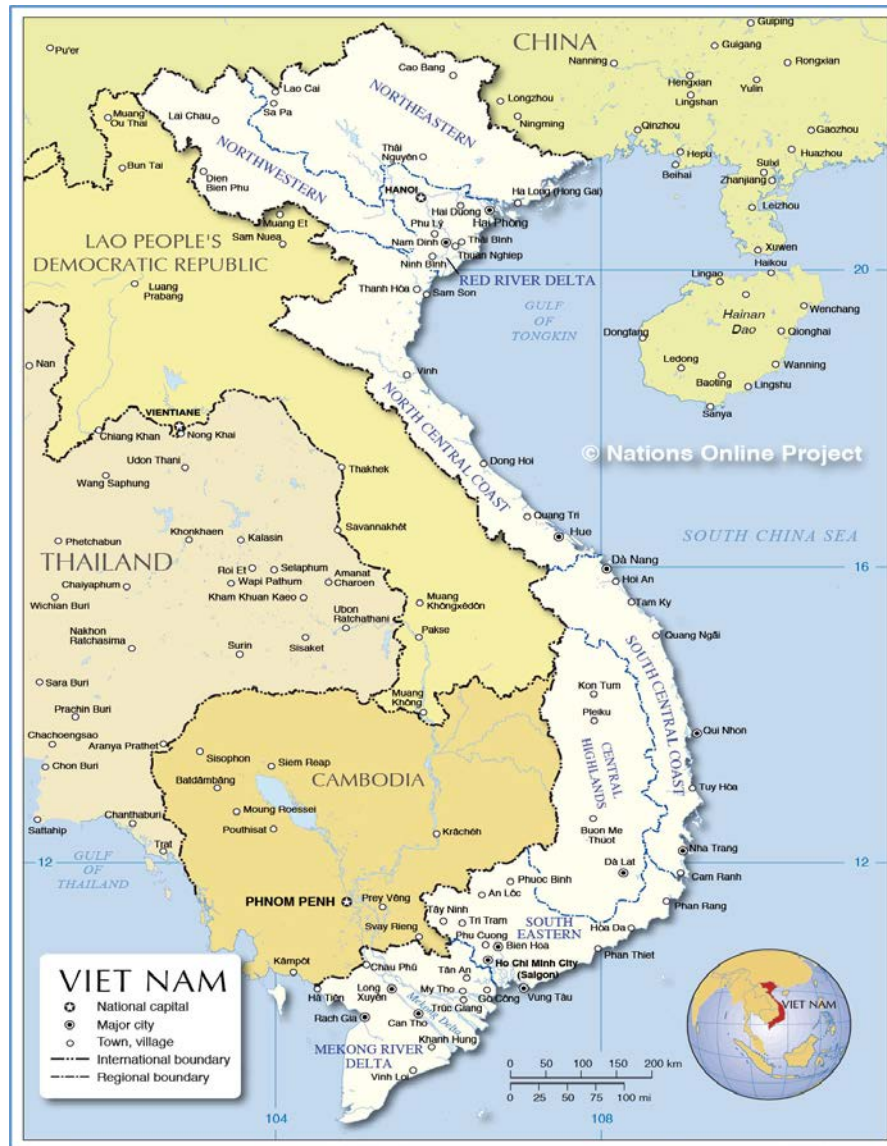 CHINA
Guiping
Guigang
Rongxian
Nanning
Hengxian
Yulin
Lingshan
Pu'er
Cao Bang
Longzhou
Ningming
Qinzhou
Gaozhou
Hepu
Huazhou
Beihai
Suixi
Zhanjiang
Leizhou
Xuwen
Haikou
Lao Cai
Sa Pa
Lai Chau
Muang
Ou Thai
Bun Tai
Dien
Bien Phu
NORTHEASTERN
NORTHWESTERN
Thái
Nguyên
HANOI
Ha Long (Hong Gai)
Hai Duong
Hai Phòng
Phu Lý
Nam Dinh
Thái Bình
Thuân Nghiep
Ninh Bình
RED RIVER DELTA
Thanh Hóa
Sam Son
Muang Et
Sam Nuea
LAO PEOPLE'S
DEMOCRATIC REPUBLIC
Luang
Prabang
GULF
OF
TONGKIN
20
Lingao
Hainan
Dao
Wenchang
Qionghai
Dongfang
Ledong
Baoting
Wanning
Lingshu
Sanya
Nan
Vinh
VIENTIANE
Chiang Khan
Nong Khai
Udon Thani
Wang Saphung
Thakhek
NORTH CENTRAL COAST
Dong Hoi
© Nations Online Project
Quang Tri
Hue
SOUTH CHINA SEA
Savannakhét
Khonkhaen
Kalasin
Phetchabun
THAILAND
Roi Et
Selaphum
Wapi Pathum
Amanat
Charoen
Chaiyaphum
Wichian Buri
Kham Khuan Kaeo
Ubon
Ratchathani
Muang
Khôngxédôn
Pakse
Dà Nang
16
Hoi An
Tam Ky
Quang Ngãi
Nakhon
Ratchasima
Surin
Sisaket
Sara Buri
Prachin Buri
Muang
Không
Kon Tum
Pleiku
SOUTH CENTRAL COAST
CENTRAL
HIGHLANDS
Qui Nhon
Tuy Hòa
Chachoengsao
Aranya Prathet
Chon Buri
Sisophon
Siem Reap
Batdâmbâng
CAMBODIA
Moung Roessei
Pouthisat
Krâchéh
Chanthaburi
Sattahip
Trat
12
GULF
OF
THAILAND
Buon Me
Thuot
Dà Lat
Nha Trang
12
Cam Ranh
Phan Rang
PHNOM PENH
Prey Vêng
Svay Rieng
Phuoc Binh
An Lôc
Tây Ninh
Tri Tram
SOUTH
EASTERN
Phu Cuong
Bien Hoa
Hòa Da
Phan Thiet
Ho Chi Minh City
(Saigon)
Vung Tàu
Kâmpôt
Chau Phû
Tân An
Hà Tiên
Long
Xuyen
My Tho
Gò Công
Trúc Giang
Rach Gia
Can Tho
Mekong Delta
Khanh Hung
MEKONG RIVER
DELTA
Vinh Loi
VIET NAM
National capital
Major city
Town, village
International boundary
Regional boundary
0 50 100 150 200 km
0 25 50 75 100 mi
VIET NAM
104
108